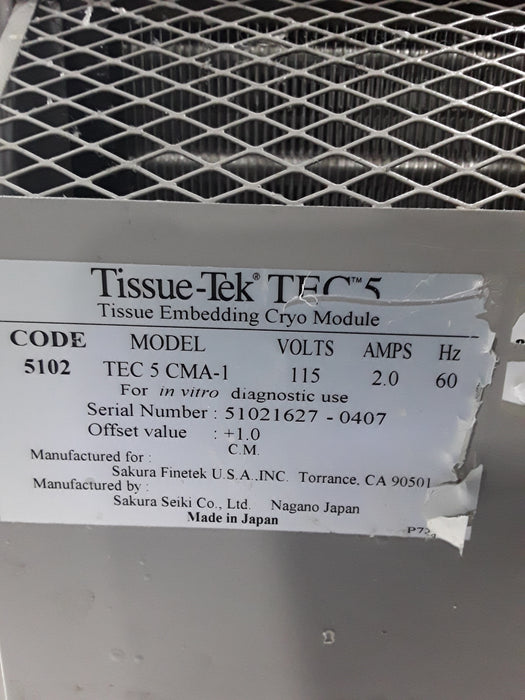 Tissue-Tek® TEC™5
Tissue Embedding Cryo Module
CODE MODEL VOLTS AMPS Hz
5102 TEC 5 CMA-1 115 2.0 60
For in vitro diagnostic use
Serial Number : 51021627 - 0407
Offset value : +1.0
C.M.
Manufactured for :
Sakura Finetek U.S.A.,INC. Torrance, CA 90501
Manufactured by :
Sakura Seiki Co., Ltd. Nagano Japan
Made in Japan